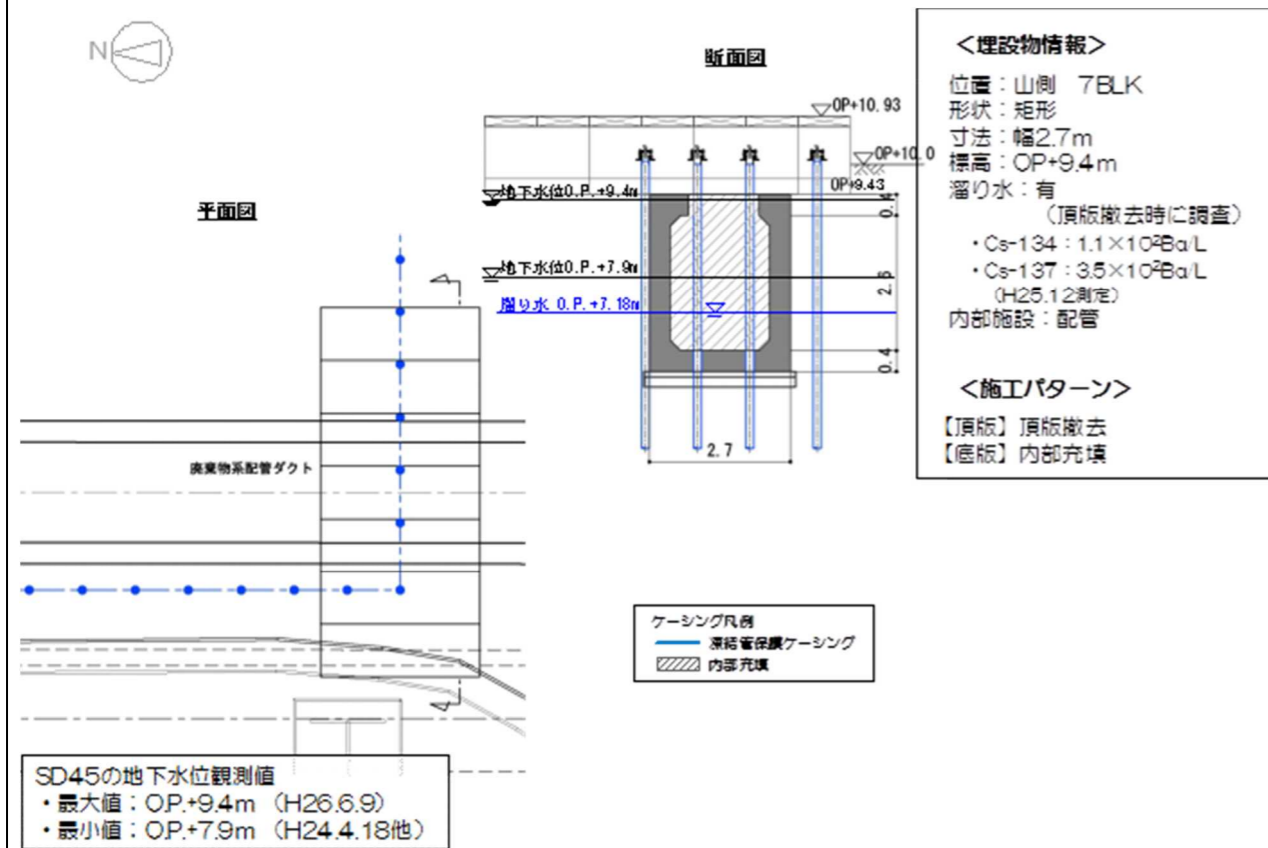 N
断面図
OP+10.93
OP+10.0
OP+9.43
地下水位O.P.+9.4m
0.4
地下水位O.P.+7.9m
2.6
溜り水 O.P.+7.18m
0.4
2.7
平面図
廃棄物系配管ダクト
＜埋設物情報＞
位置：山側　7BLK
形状：矩形
寸法：幅2.7m
標高：OP+9.4m
溜り水：有
（頂版撤去時に調査）
・Cs-134：1.1×10²Bq/L
・Cs-137：3.5×10²Bq/L
（H25.12測定）
内部施設：配管
＜施工パターン＞
【頂版】頂版撤去
【底版】内部充填
ケーシング凡例
凍結管保護ケーシング
内部充填
SD45の地下水位観測値
・最大値：O.P.+9.4m （H26.6.9）
・最小値：O.P.+7.9m （H24.4.18他）